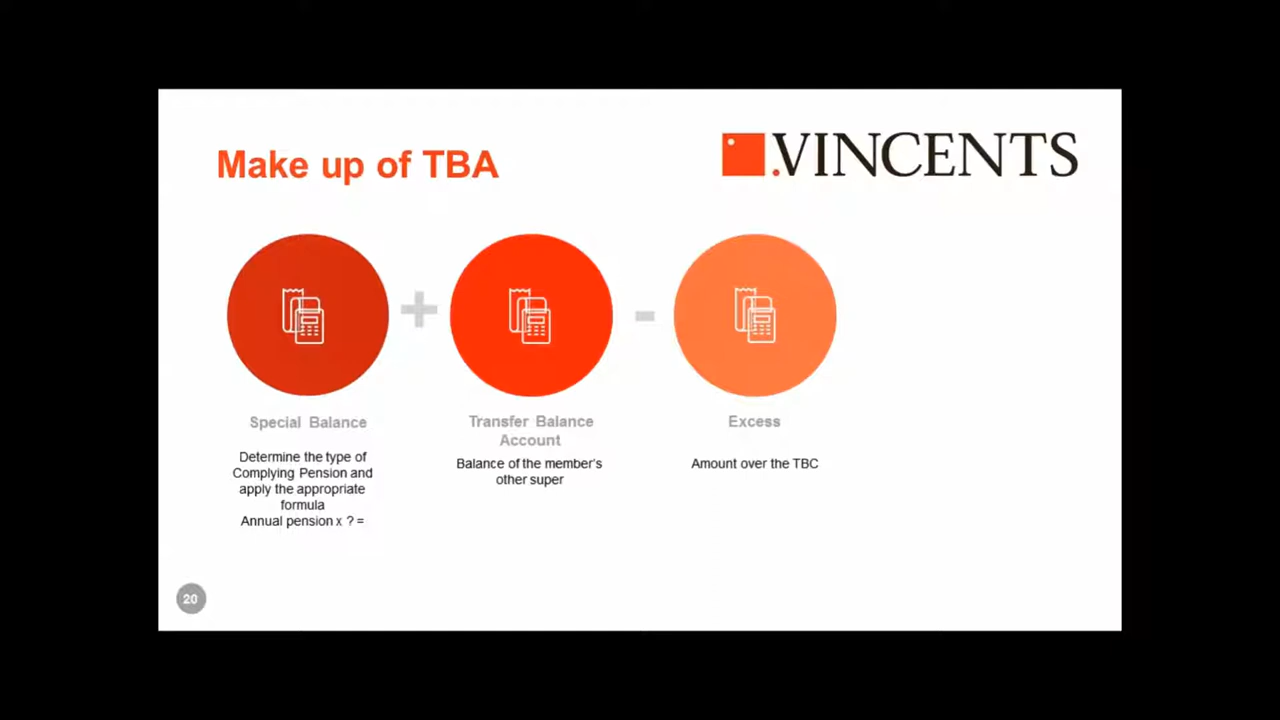 Make up of TBA
.VINCENTS
Special Balance
Determine the type of
Complying Pension and
apply the appropriate
formula
Annual pension x ? =
+
Transfer Balance
Account
Balance of the member's
other super
-
Excess
Amount over the TBC
20